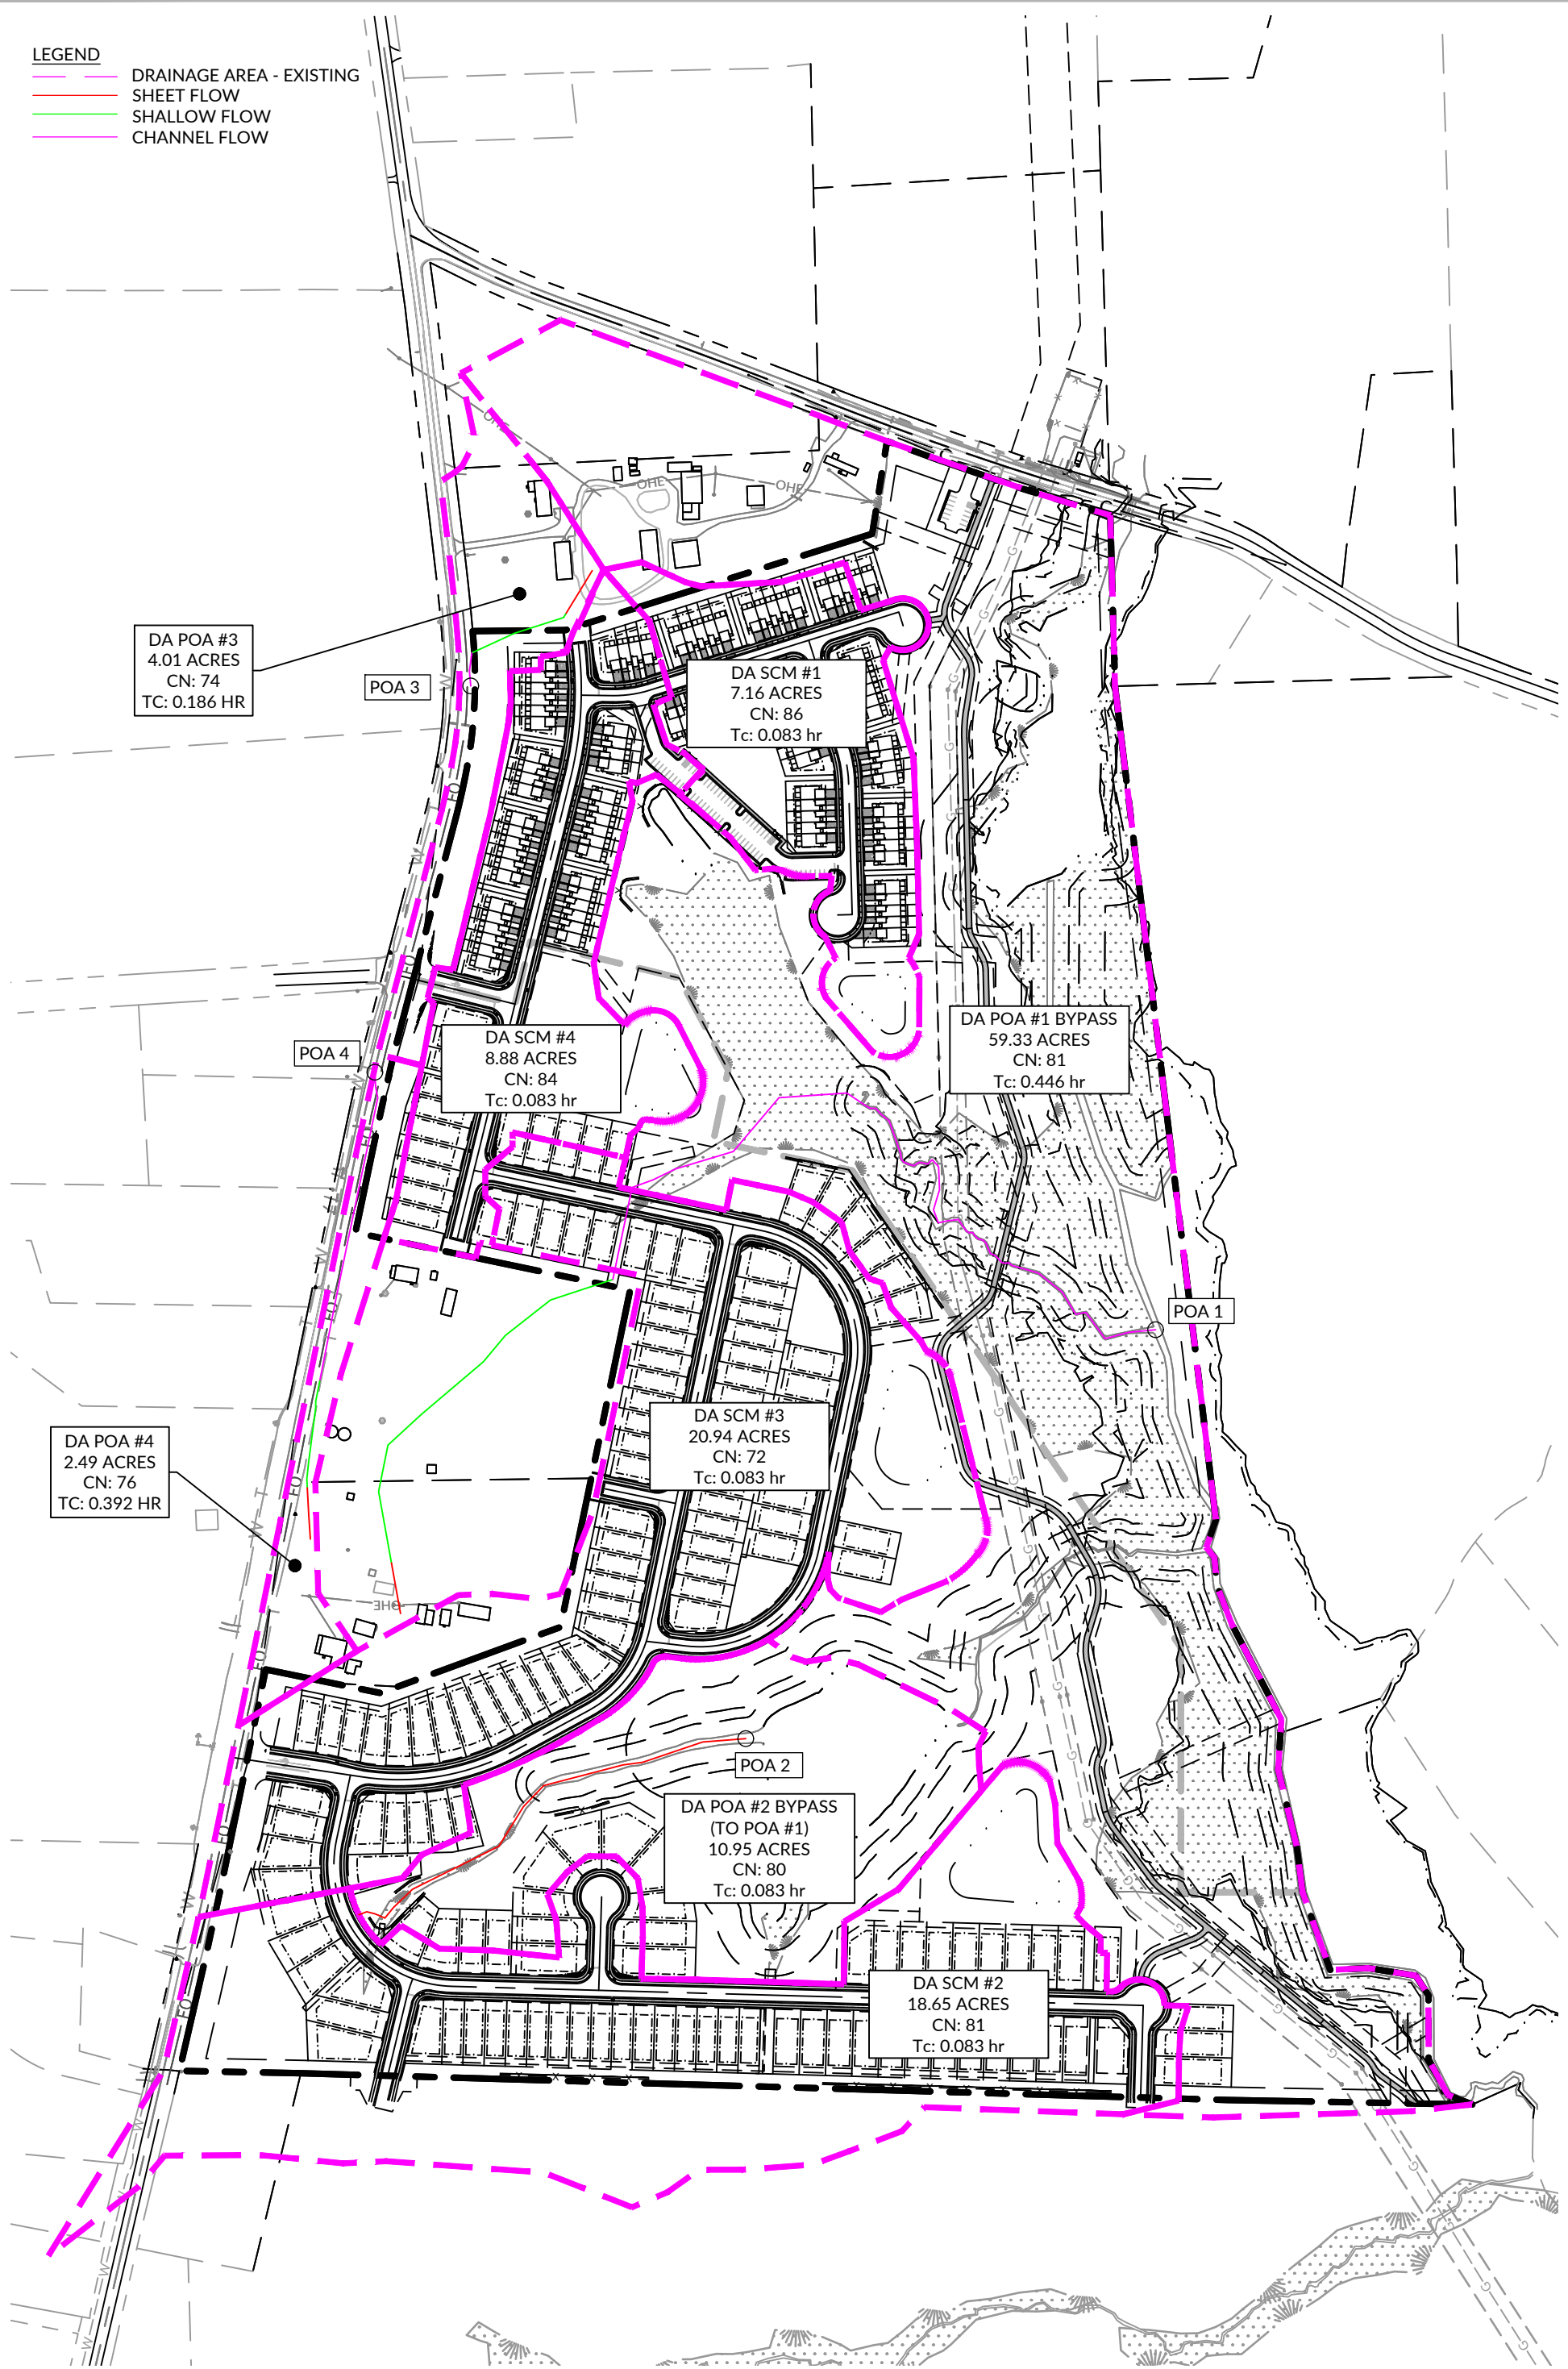 LEGEND
DRAINAGE AREA - EXISTING
SHEET FLOW
SHALLOW FLOW
CHANNEL FLOW
OHE
OHE
OHE
DA POA #3
4.01 ACRES
CN: 74
TC: 0.186 HR
POA 3
DA SCM #1
7.16 ACRES
CN: 86
Tc: 0.083 hr
DA POA #1 BYPASS
59.33 ACRES
CN: 81
Tc: 0.446 hr
DA SCM #4
8.88 ACRES
CN: 84
Tc: 0.083 hr
POA 4
POA 1
DA SCM #3
20.94 ACRES
CN: 72
Tc: 0.083 hr
DA POA #4
2.49 ACRES
CN: 76
TC: 0.392 HR
OHE
POA 2
DA POA #2 BYPASS
(TO POA #1)
10.95 ACRES
CN: 80
Tc: 0.083 hr
DA SCM #2
18.65 ACRES
CN: 81
Tc: 0.083 hr